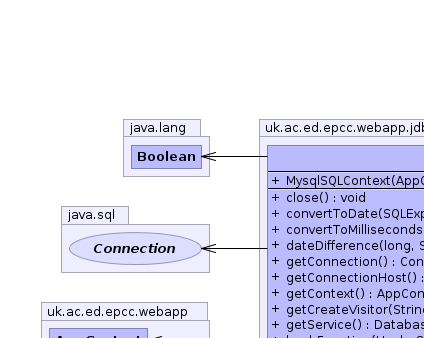 java.lang
Boolean
java.sql
Connection
uk.ac.ed.epcc.webapp
uk.ac.ed.epcc.webapp.jdb
+ MysqlSQLContext(AppC
+ close() : void
+ convertToDate(SQLExp
+ convertToMilliseconds
+ dateDifference(long, S
+ getConnection() : Con
+ getConnectionHost() :
+ getContext() : AppCon
+ getCreateVisitor(String
+ getService() : Databas